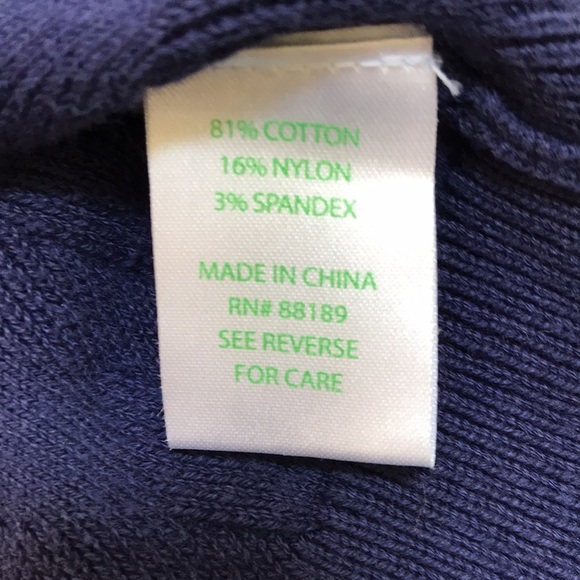 81% COTTON
16% NYLON
3% SPANDEX
MADE IN CHINA
RN# 88189
SEE REVERSE
FOR CARE